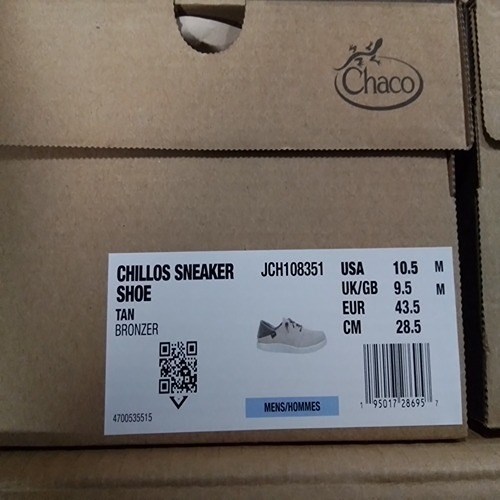 Chaco
CHILLOS SNEAKER SHOE
TAN
BRONZER
JCH108351
USA 10.5 M
UK/GB 9.5 M
EUR 43.5
CM 28.5
MENS/HOMMES
4700535515
1 95017 28695 7